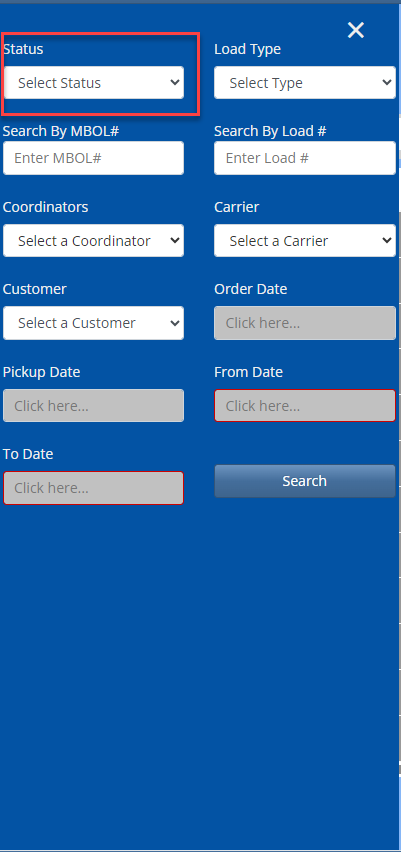 Status
Load Type
Select Status
Select Type
Search By MBOL#
Search By Load #
Enter MBOL#
Enter Load #
Coordinators
Carrier
Select a Coordinator
Select a Carrier
Customer
Order Date
Select a Customer
Click here...
Pickup Date
From Date
Click here...
Click here...
To Date
Click here...
Search